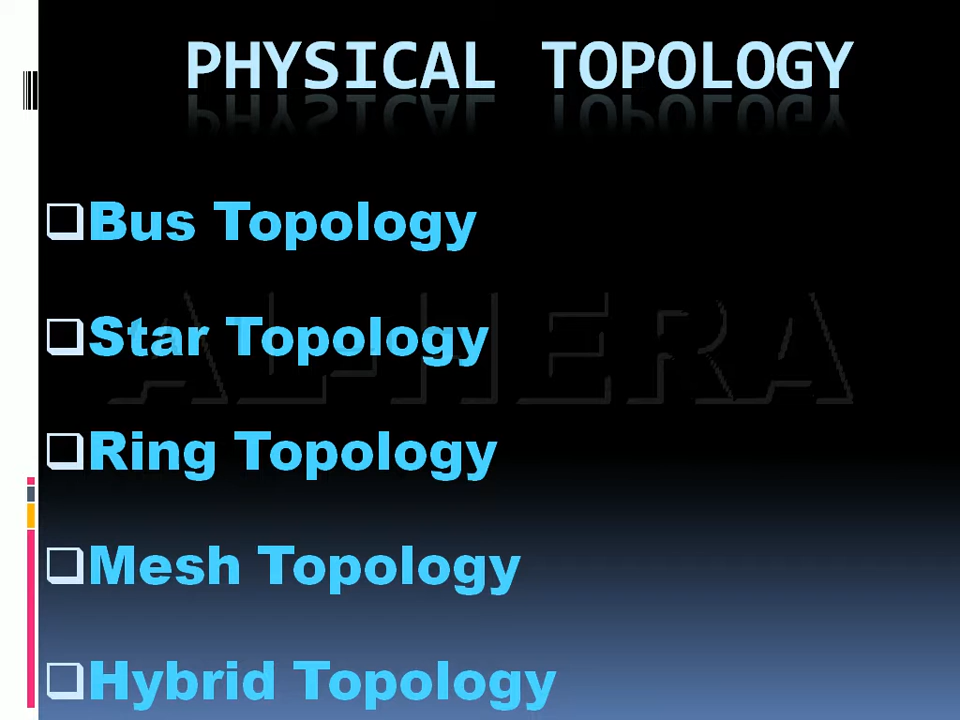 PHYSICAL TOPOLOGY
Bus Topology
Star Topology
Ring Topology
Mesh Topology
Hybrid Topology